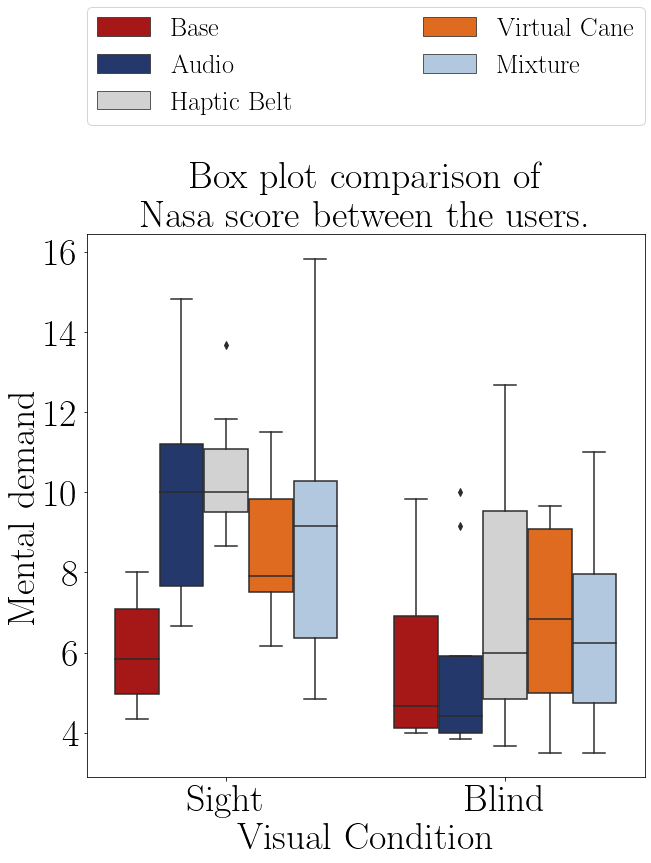 Base
Audio
Haptic Belt
Virtual Cane
Mixture
Box plot comparison of
Nasa score between the users.
Mental demand
16
14
12
10
8
6
4
Sight
Blind
Visual Condition